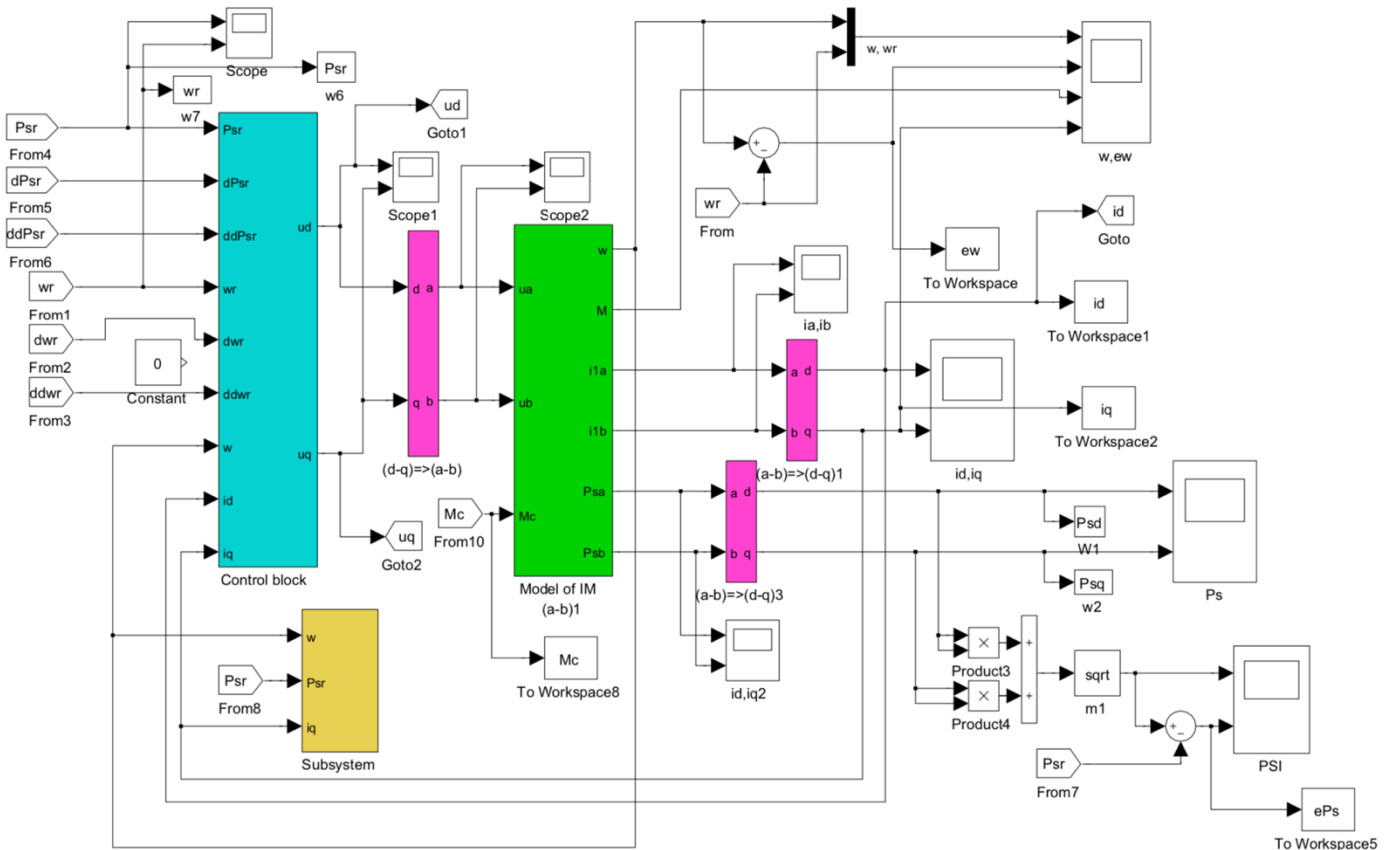 Scope
Psr
w6
wr
w7
ud
Goto1
Psr
From4
dPsr
From5
ddPsr
From6
wr
From1
dwr
From2
ddwr
From3
0
Constant
Psr
dPsr
ddPsr
wr
dwr
ddwr
w
id
iq
ud
uq
Control block
Scope1
Scope2
d a
q b
(d-q)=>(a-b)
uq
Goto2
ua
ub
Mc
w
M
i1a
i1b
Psa
Psb
Model of IM
(a-b)1
Mc
From10
Mc
To Workspace8
w
Psr
iq
Subsystem
Psr
From8
w, wr
w,ew
+
−
wr
From
ew
To Workspace
id
Goto
id
To Workspace1
iq
To Workspace2
ia,ib
a d
b q
(a-b)=>(d-q)1
id,iq
a d
b q
(a-b)=>(d-q)3
id,iq2
Psd
W1
Psq
w2
Ps
×
Product3
×
Product4
+
+
sqrt
m1
+
−
Psr
From7
PSI
ePs
To Workspace5